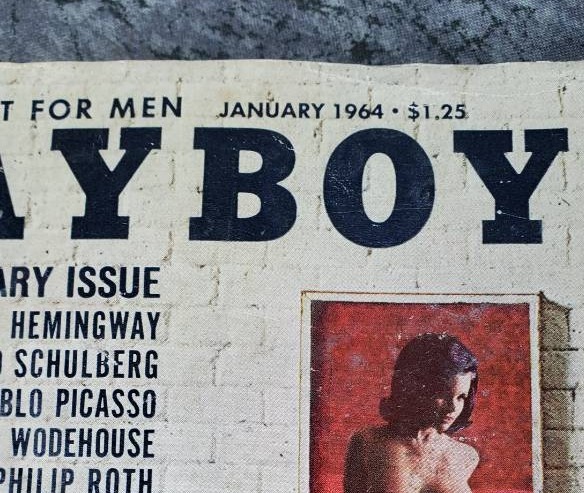 T FOR MEN JANUARY 1964 • $1.25
AYBOY
ARY ISSUE
HEMINGWAY
SCHULBERG
BLO PICASSO
WODEHOUSE
PHILIP ROTH